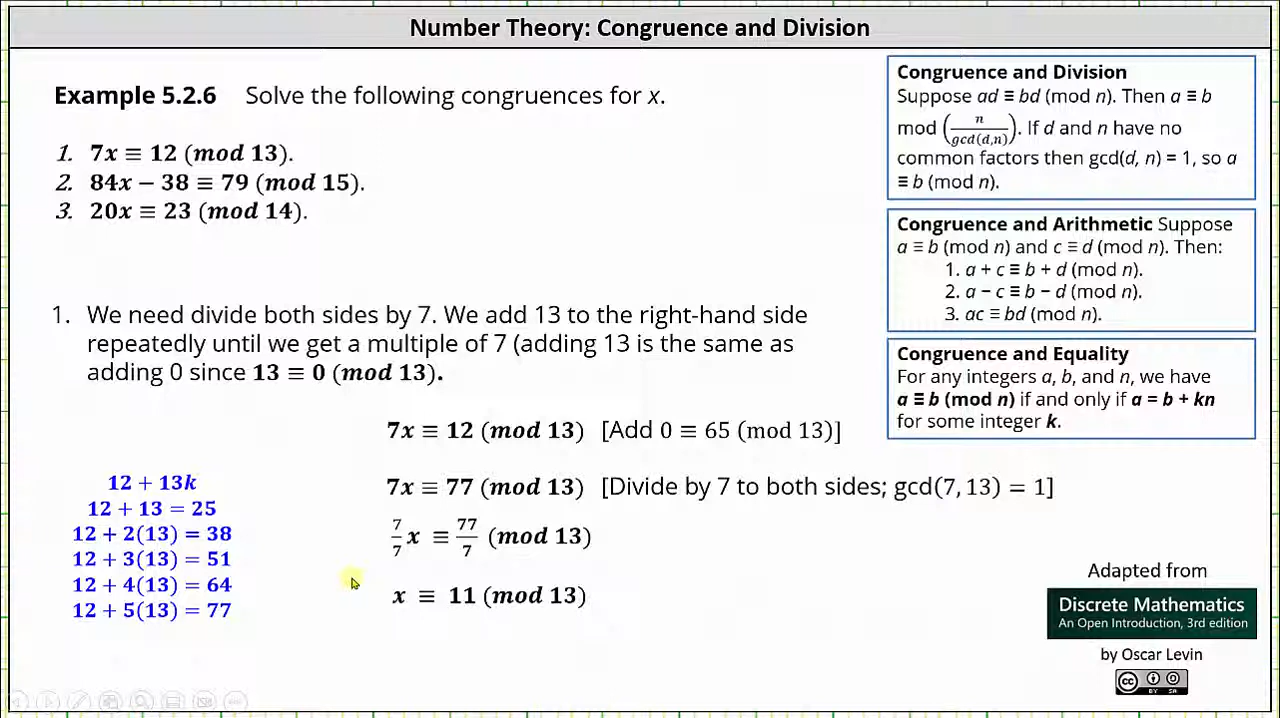 Number Theory: Congruence and Division
Example 5.2.6 Solve the following congruences for x.
1. 7x ≡ 12 (mod 13).
2. 84x − 38 ≡ 79 (mod 15).
3. 20x ≡ 23 (mod 14).
1. We need divide both sides by 7. We add 13 to the right-hand side
repeatedly until we get a multiple of 7 (adding 13 is the same as
adding 0 since 13 ≡ 0 (mod 13).
7x ≡ 12 (mod 13) [Add 0 ≡ 65 (mod 13)]
7x ≡ 77 (mod 13) [Divide by 7 to both sides; gcd(7, 13) = 1]
7/7 x ≡ 77/7 (mod 13)
x ≡ 11 (mod 13)
12 + 13k
12 + 13 = 25
12 + 2(13) = 38
12 + 3(13) = 51
12 + 4(13) = 64
12 + 5(13) = 77
Congruence and Division
Suppose ad ≡ bd (mod n). Then a ≡ b
mod (n/gcd(d,n)). If d and n have no
common factors then gcd(d, n) = 1, so a
≡ b (mod n).
Congruence and Arithmetic Suppose
a ≡ b (mod n) and c ≡ d (mod n). Then:
1. a + c ≡ b + d (mod n).
2. a − c ≡ b − d (mod n).
3. ac ≡ bd (mod n).
Congruence and Equality
For any integers a, b, and n, we have
a ≡ b (mod n) if and only if a = b + kn
for some integer k.
Adapted from
Discrete Mathematics
An Open Introduction, 3rd edition
by Oscar Levin
cc BY SA